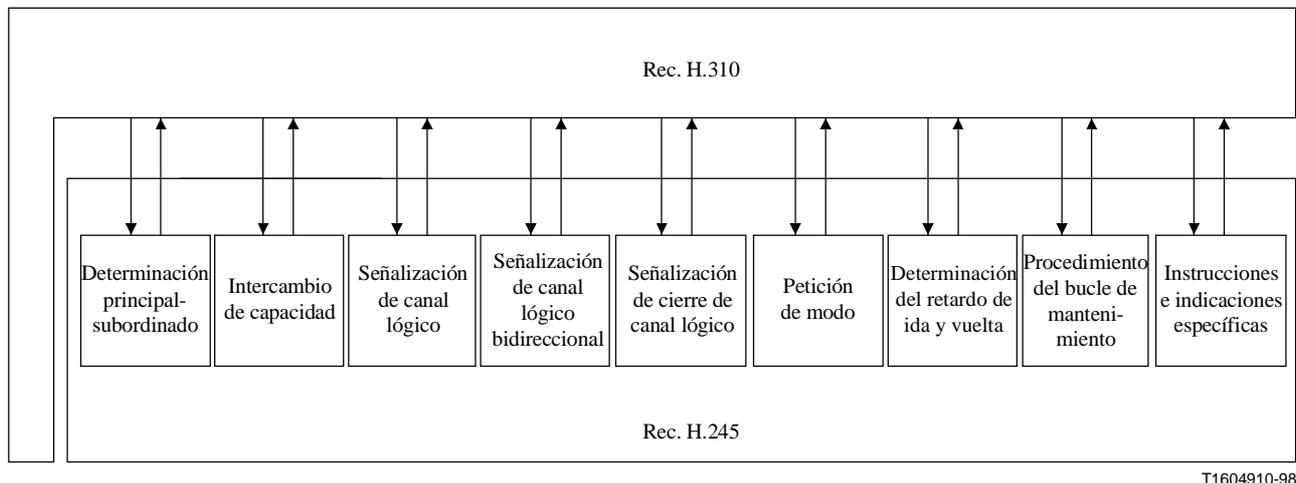 Rec. H.310
Determinación
principal-
subordinado
Intercambio
de capacidad
Señalización
de canal
lógico
Señalización
de canal
lógico
bidireccional
Señalización
de cierre de
canal lógico
Petición
de modo
Determinación
del retardo de
ida y vuelta
Procedimiento
del bucle de
manteni-
miento
Instrucciones
e indicaciones
específicas
Rec. H.245
T1604910-98